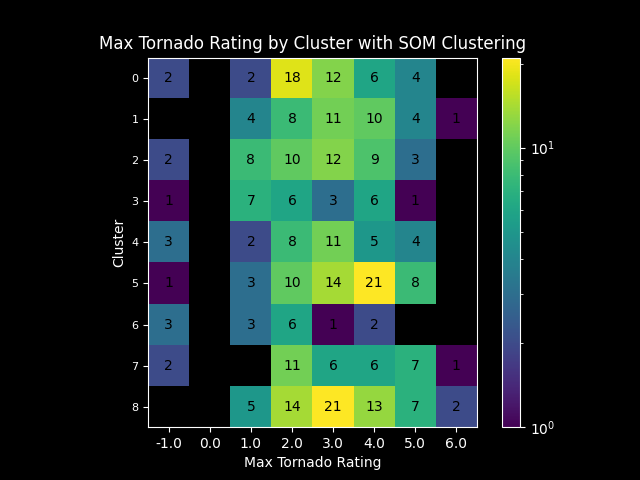 Max Tornado Rating by Cluster with SOM Clustering
0 2 2 18 12 6 4
1 4 8 11 10 4 1
2 2 8 10 12 9 3
3 1 7 6 3 6 1
4 3 2 8 11 5 4
5 1 3 10 14 21 8
6 3 3 6 1 2
7 2 11 6 6 7 1
8 5 14 21 13 7 2
-1.0 0.0 1.0 2.0 3.0 4.0 5.0 6.0
Max Tornado Rating
Cluster
10¹
10⁰